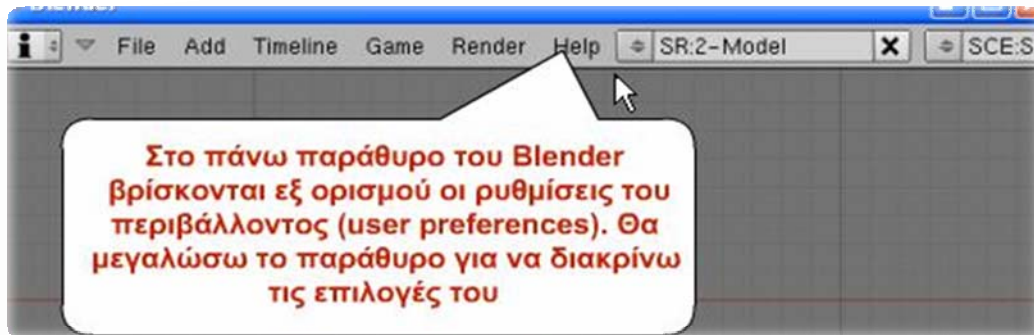 Blender
File Add Timeline Game Render Help SR:2-Model SCE:S
Στο πάνω παράθυρο του Blender
βρίσκονται εξ ορισμού οι ρυθμίσεις του
περιβάλλοντος (user preferences). Θα
μεγαλώσω το παράθυρο για να διακρίνω
τις επιλογές του